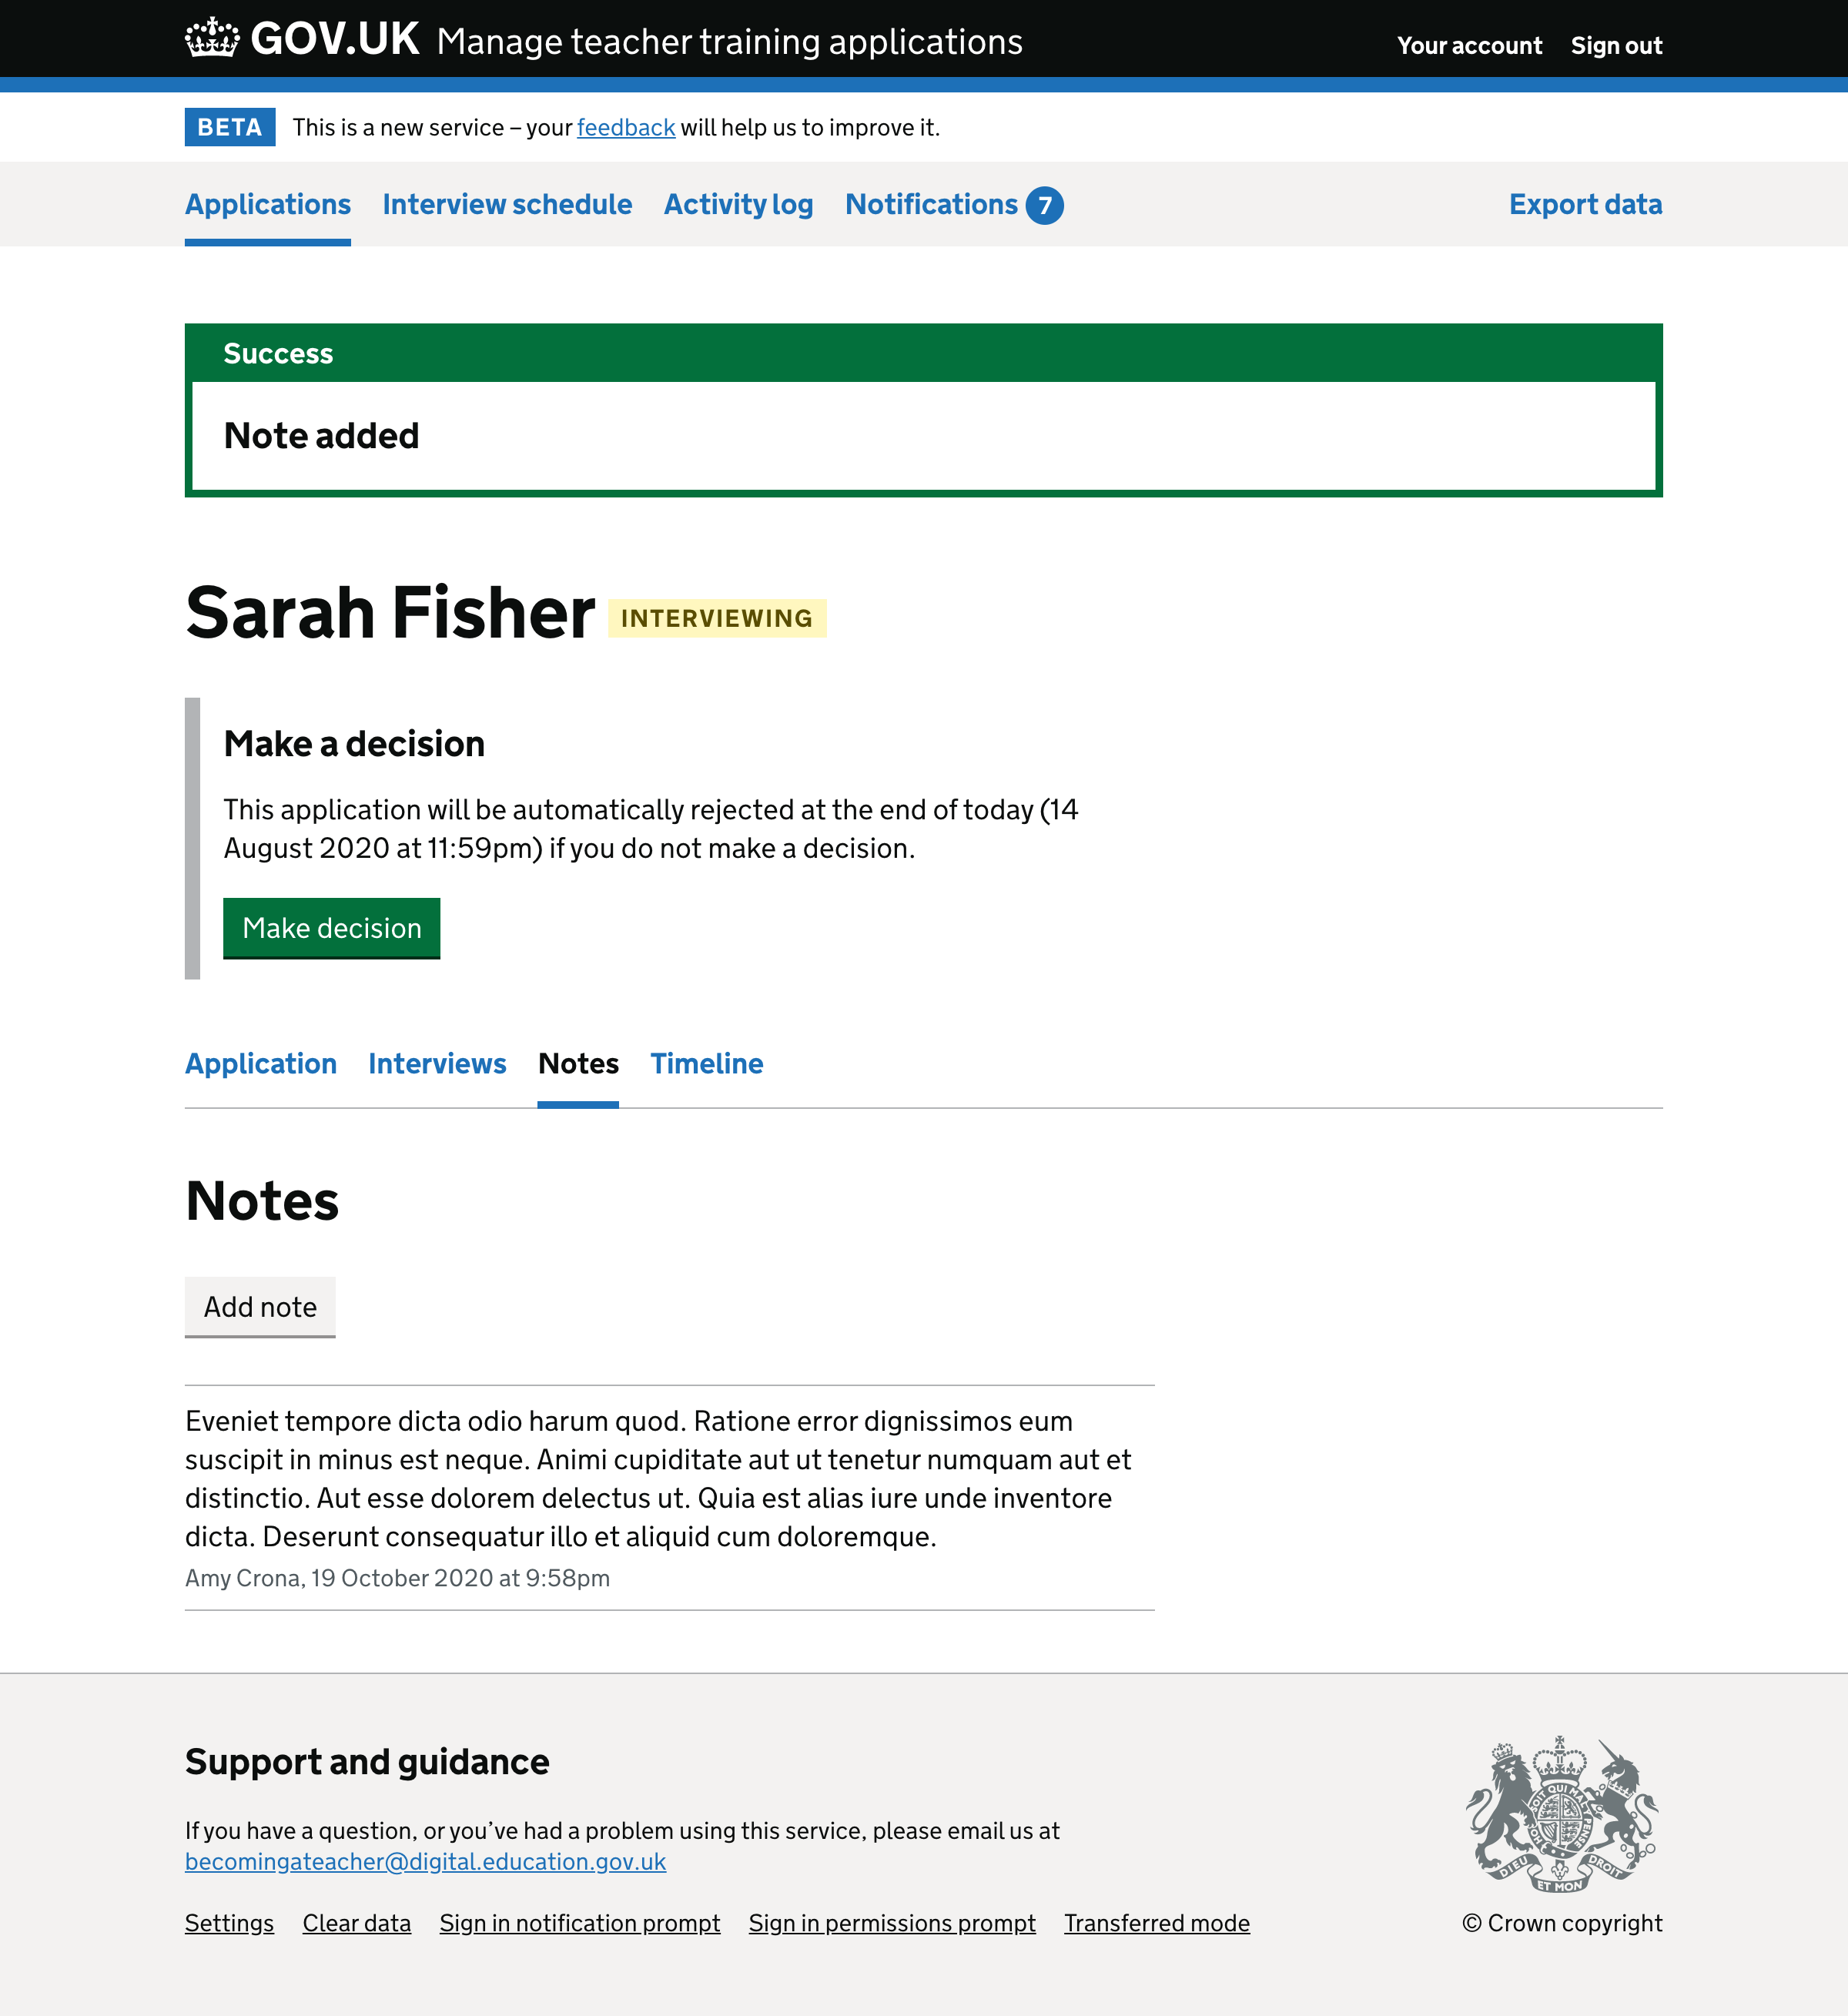 GOV.UK Manage teacher training applications
Your account Sign out
BETA This is a new service – your feedback will help us to improve it.
Applications Interview schedule Activity log Notifications 7 Export data
Success
Note added
Sarah Fisher INTERVIEWING
Make a decision
This application will be automatically rejected at the end of today (14
August 2020 at 11:59pm) if you do not make a decision.
Make decision
Application Interviews Notes Timeline
Notes
Add note
Eveniet tempore dicta odio harum quod. Ratione error dignissimos eum
suscipit in minus est neque. Animi cupiditate aut ut tenetur numquam aut et
distinctio. Aut esse dolorem delectus ut. Quia est alias iure unde inventore
dicta. Deserunt consequatur illo et aliquid cum doloremque.
Amy Crona, 19 October 2020 at 9:58pm
Support and guidance
If you have a question, or you’ve had a problem using this service, please email us at
becomingateacher@digital.education.gov.uk
Settings Clear data Sign in notification prompt Sign in permissions prompt Transferred mode
DIEU ET MON DROIT
© Crown copyright